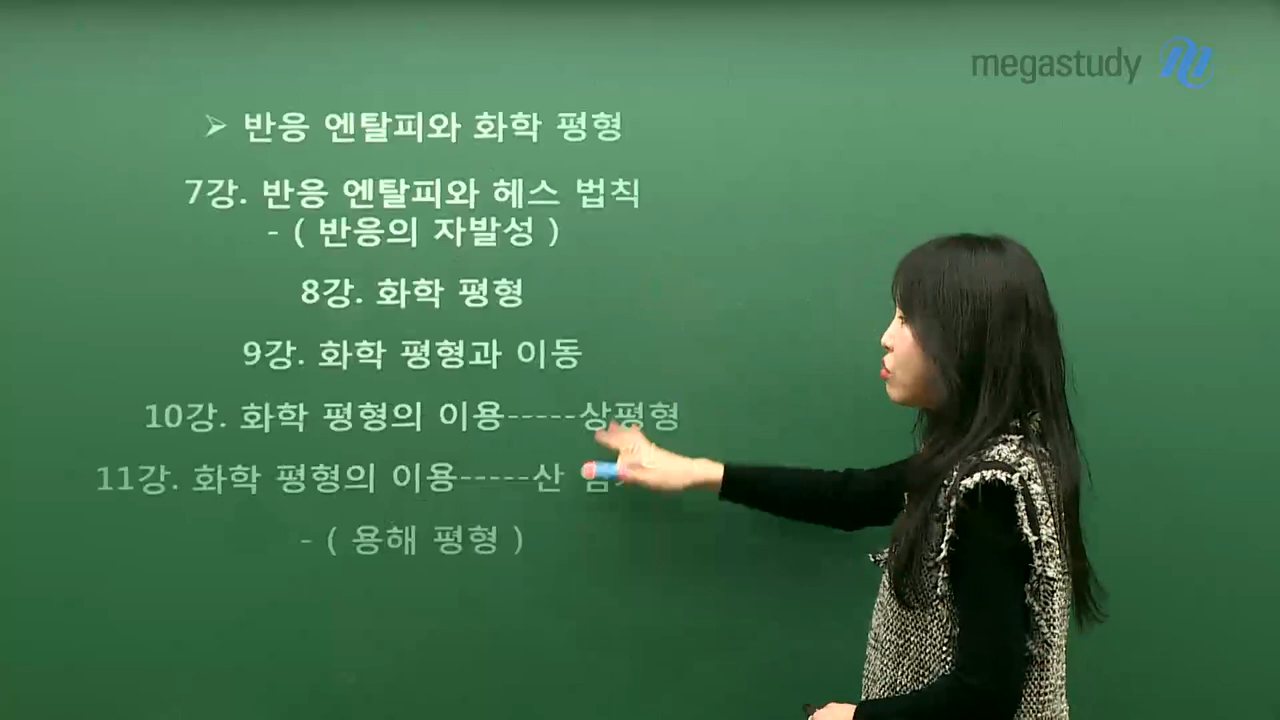 megastudy
➢ 반응 엔탈피와 화학 평형
7강. 반응 엔탈피와 헤스 법칙
- ( 반응의 자발성 )
8강. 화학 평형
9강. 화학 평형과 이동
10강. 화학 평형의 이용-----상평형
11강. 화학 평형의 이용-----산
- ( 용해 평형 )